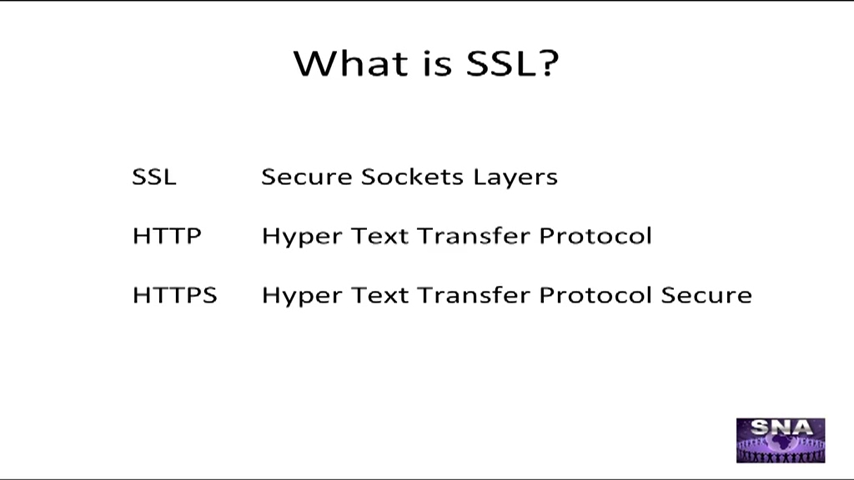 What is SSL?
SSL Secure Sockets Layers
HTTP Hyper Text Transfer Protocol
HTTPS Hyper Text Transfer Protocol Secure
SNA